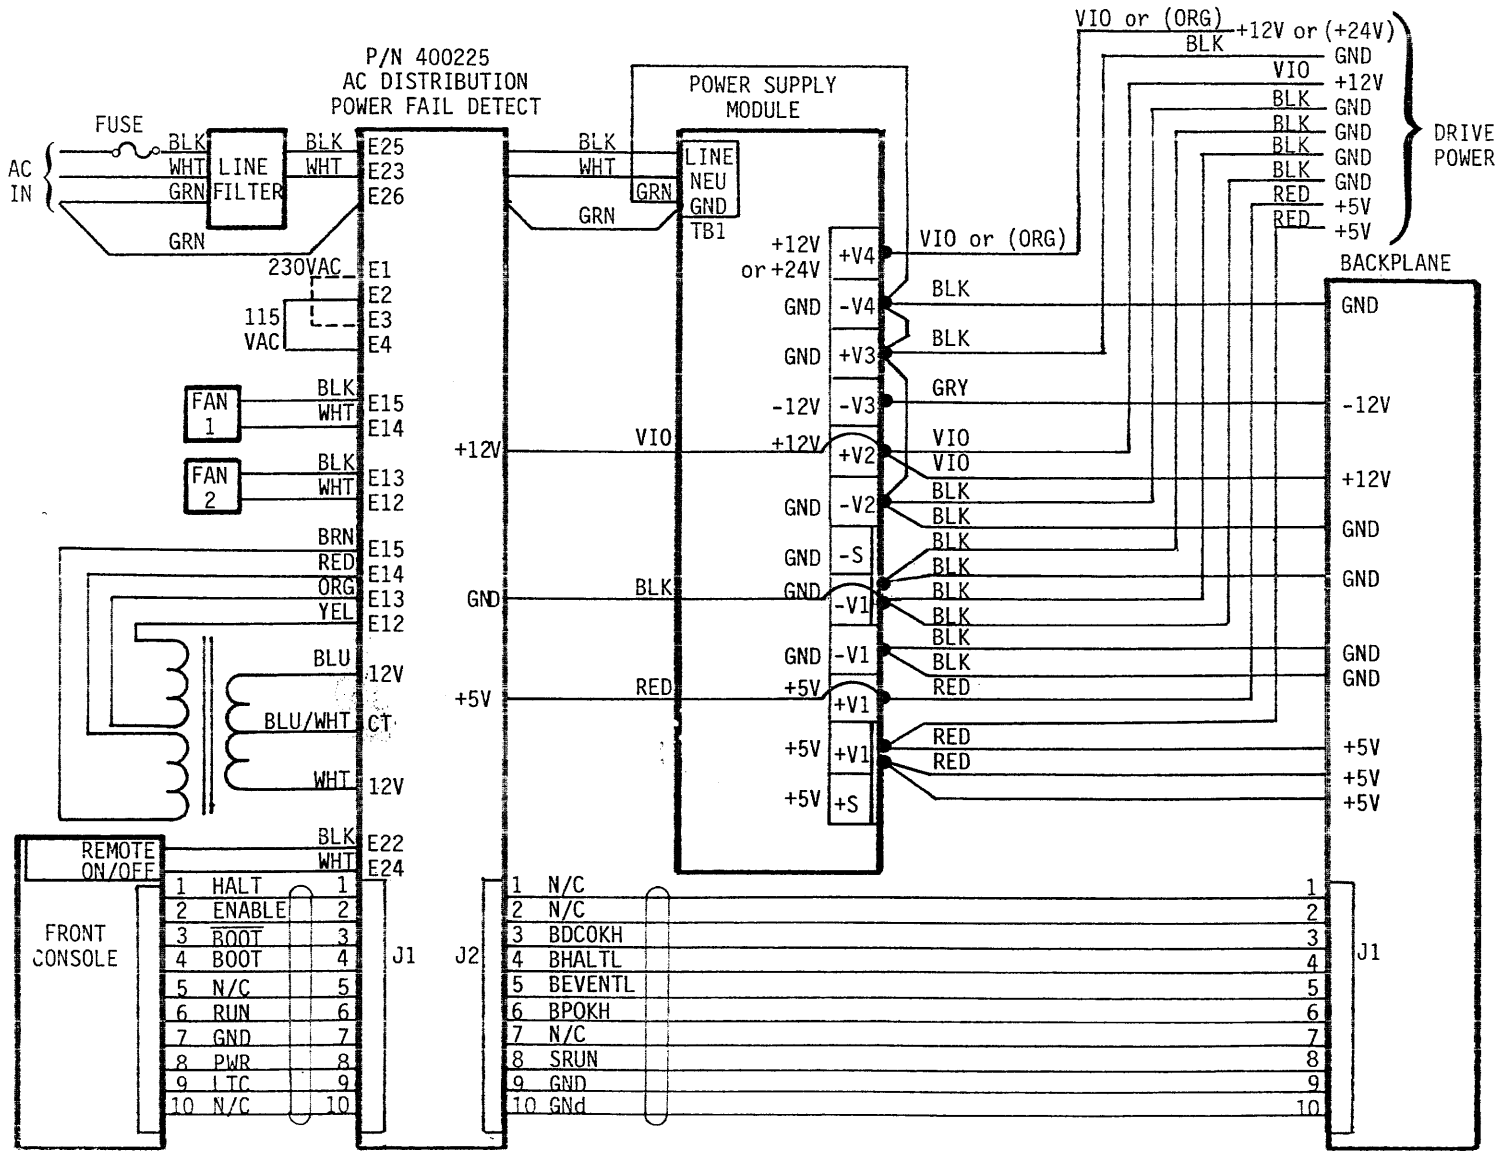 VIO or (ORG)
+12V or (+24V)
BLK
GND
VIO
+12V
BLK
GND
BLK
GND
BLK
GND
BLK
GND
RED
+5V
RED
+5V
DRIVE
POWER
P/N 400225
AC DISTRIBUTION
POWER FAIL DETECT
POWER SUPPLY
MODULE
FUSE
AC
IN
BLK
WHT
GRN
LINE
FILTER
BLK
WHT
GRN
E25
E23
E26
BLK
WHT
GRN
GRN
LINE
NEU
GND
TB1
230VAC
115
VAC
E1
E2
E3
E4
FAN
1
BLK
WHT
E15
E14
FAN
2
BLK
WHT
E13
E12
BRN
RED
ORG
YEL
E15
E14
E13
E12
BLU
BLU/WHT
WHT
12V
CT
12V
+12V
GND
+5V
VIO
BLK
RED
+12V
or +24V
+V4
GND
-V4
GND
+V3
-12V
-V3
+12V
+V2
GND
-V2
GND
-S
GND
-V1
GND
-V1
+5V
+V1
+5V
+V1
+5V
+S
VIO or (ORG)
BLK
BLK
GRY
VIO
VIO
BLK
BLK
BLK
BLK
BLK
BLK
BLK
BLK
RED
RED
RED
BACKPLANE
GND
-12V
+12V
GND
GND
GND
GND
+5V
+5V
+5V
REMOTE
ON/OFF
BLK
WHT
E22
E24
FRONT
CONSOLE
1 HALT 1
2 ENABLE 2
3 BOOT 3
4 BOOT 4
5 N/C 5
6 RUN 6
7 GND 7
8 PWR 8
9 LTC 9
10 N/C 10
J1
J2
1 N/C 1
2 N/C 2
3 BDCOKH 3
4 BHALTL 4
5 BEVENTL 5
6 BPOKH 6
7 N/C 7
8 SRUN 8
9 GND 9
10 GNd 10
J1